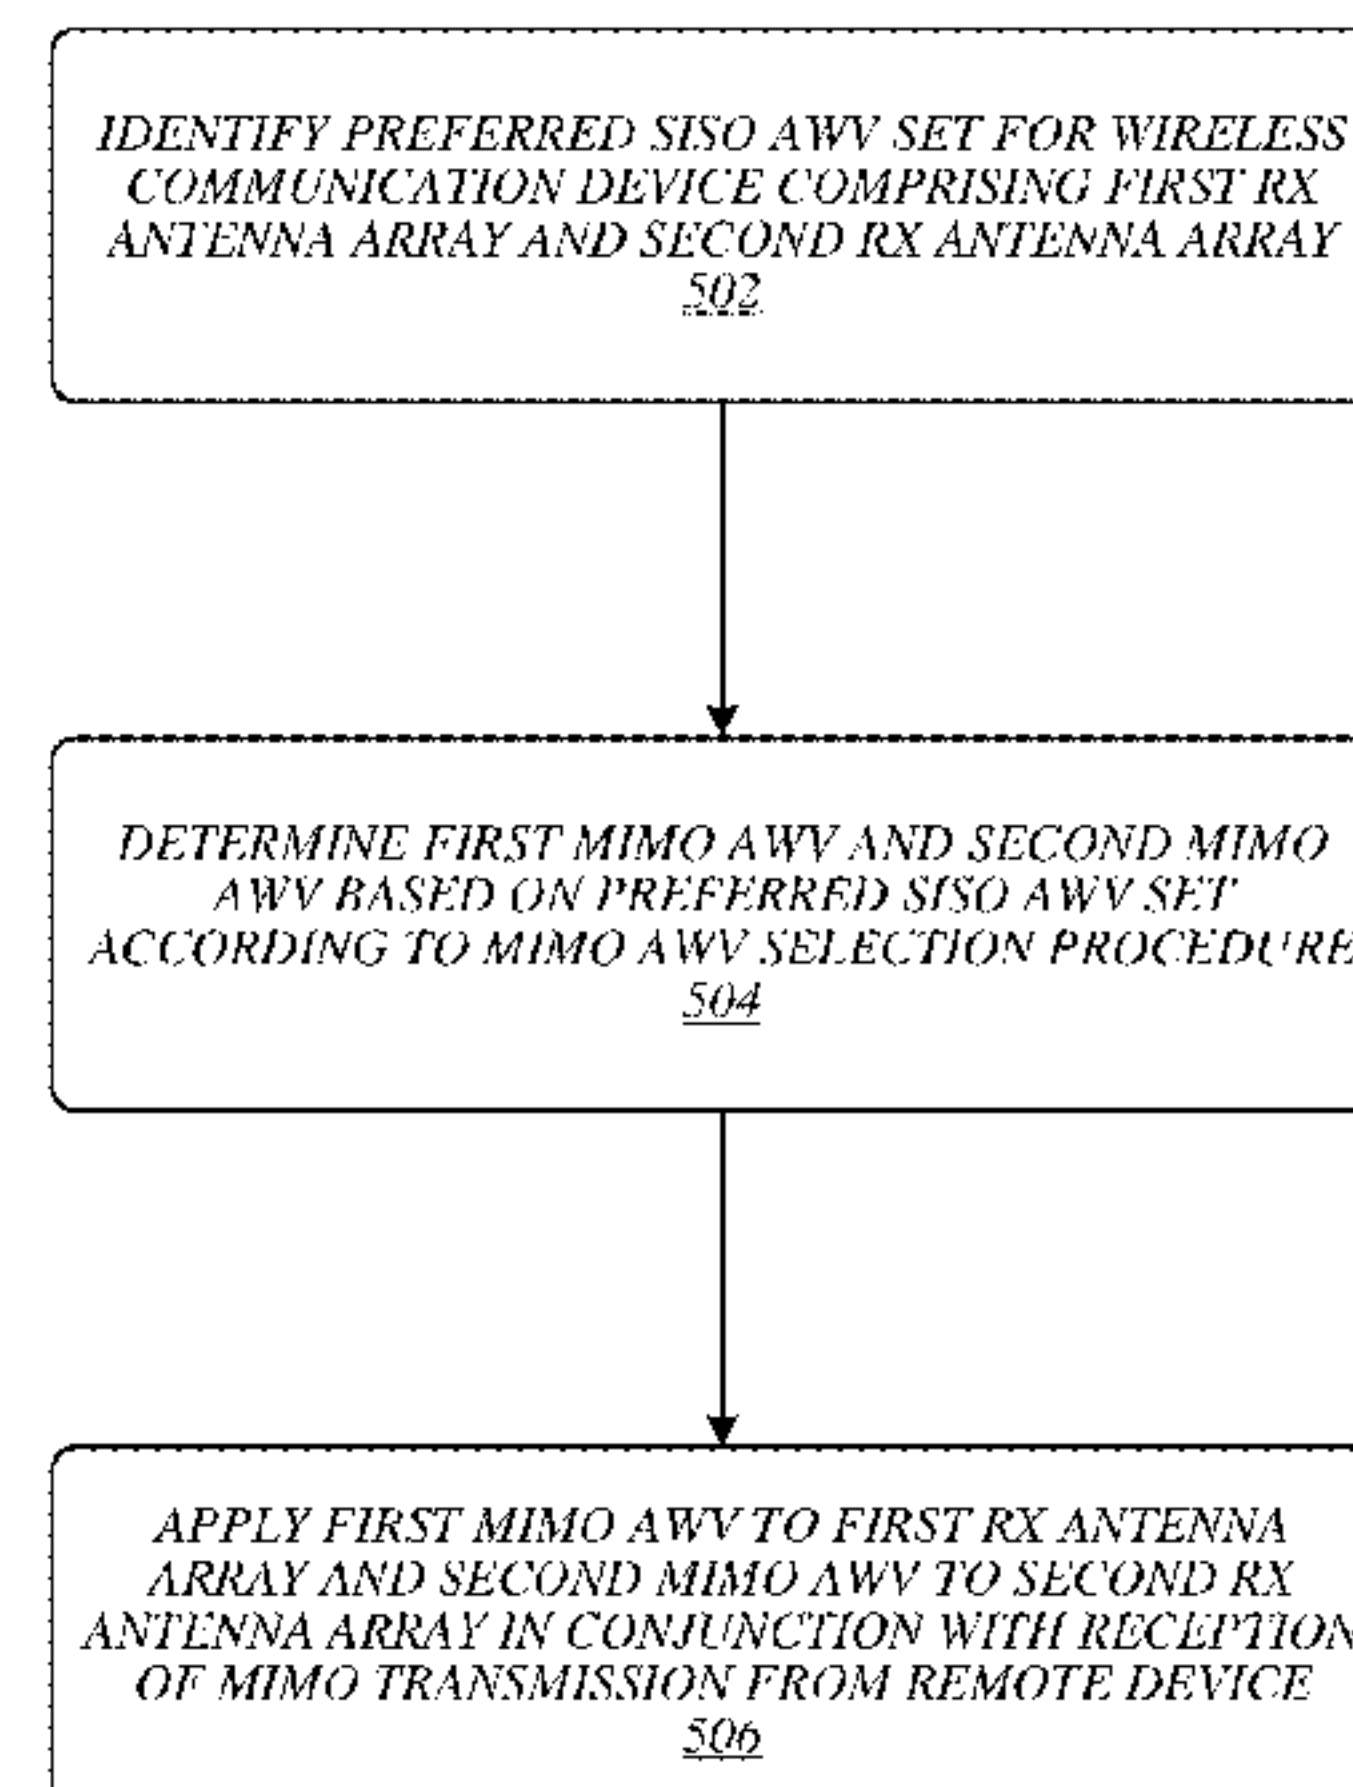 IDENTIFY PREFERRED SISO AWV SET FOR WIRELESS
COMMUNICATION DEVICE COMPRISING FIRST RX
ANTENNA ARRAY AND SECOND RX ANTENNA ARRAY
502
DETERMINE FIRST MIMO AWV AND SECOND MIMO
AWV BASED ON PREFERRED SISO AWV SET
ACCORDING TO MIMO AWV SELECTION PROCEDURE
504
APPLY FIRST MIMO AWV TO FIRST RX ANTENNA
ARRAY AND SECOND MIMO AWV TO SECOND RX
ANTENNA ARRAY IN CONJUNCTION WITH RECEPTION
OF MIMO TRANSMISSION FROM REMOTE DEVICE
506